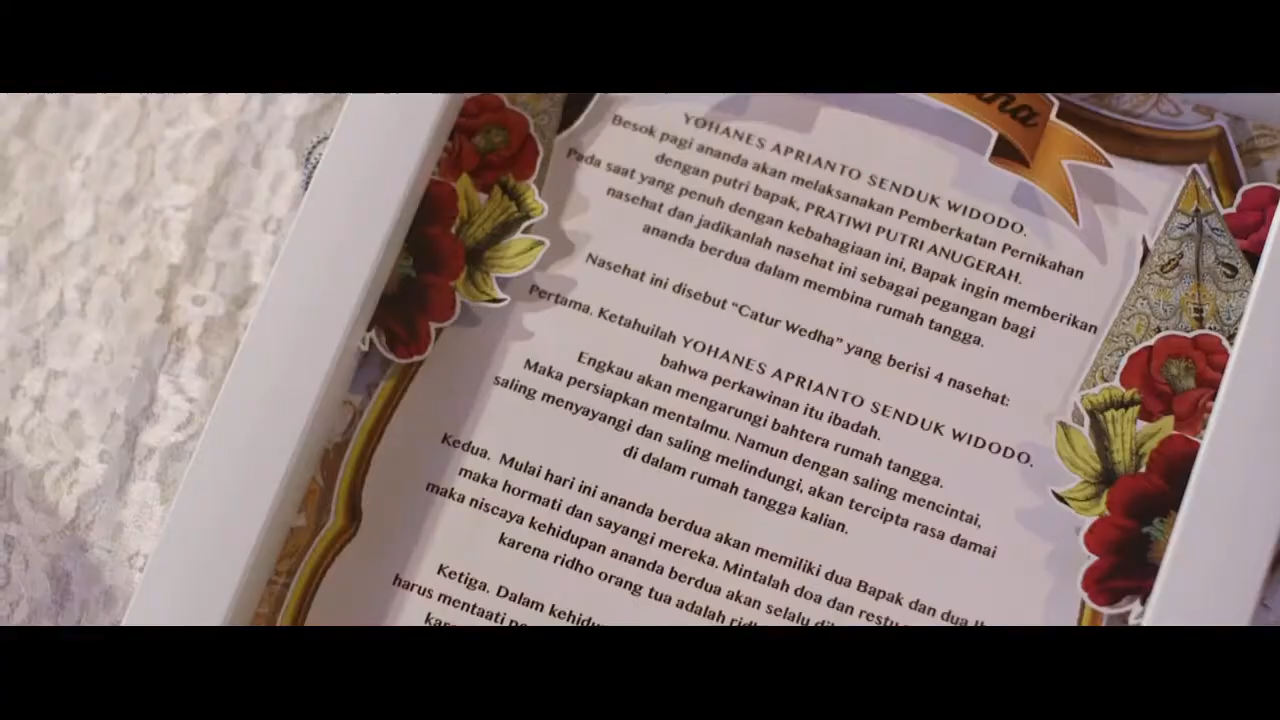 YOHANES APRIANTO SENDUK WIDODO.
Besok pagi ananda akan melaksanakan Pemberkatan Pernikahan
dengan putri bapak, PRATIWI PUTRI ANUGERAH.
Pada saat yang penuh dengan kebahagiaan ini, Bapak ingin memberikan
nasehat dan jadikanlah nasehat ini sebagai pegangan bagi
ananda berdua dalam membina rumah tangga.
Nasehat ini disebut “Catur Wedha” yang berisi 4 nasehat:
Pertama. Ketahuilah YOHANES APRIANTO SENDUK WIDODO.
bahwa perkawinan itu ibadah.
Engkau akan mengarungi bahtera rumah tangga.
Maka persiapkan mentalmu. Namun dengan saling mencintai,
saling menyayangi dan saling melindungi, akan tercipta rasa damai
di dalam rumah tangga kalian.
Kedua. Mulai hari ini ananda berdua akan memiliki dua Bapak dan dua
maka hormati dan sayangi mereka. Mintalah doa dan restu
maka niscaya kehidupan ananda berdua akan selalu
karena ridho orang tua adalah
Ketiga. Dalam
harus mentaati